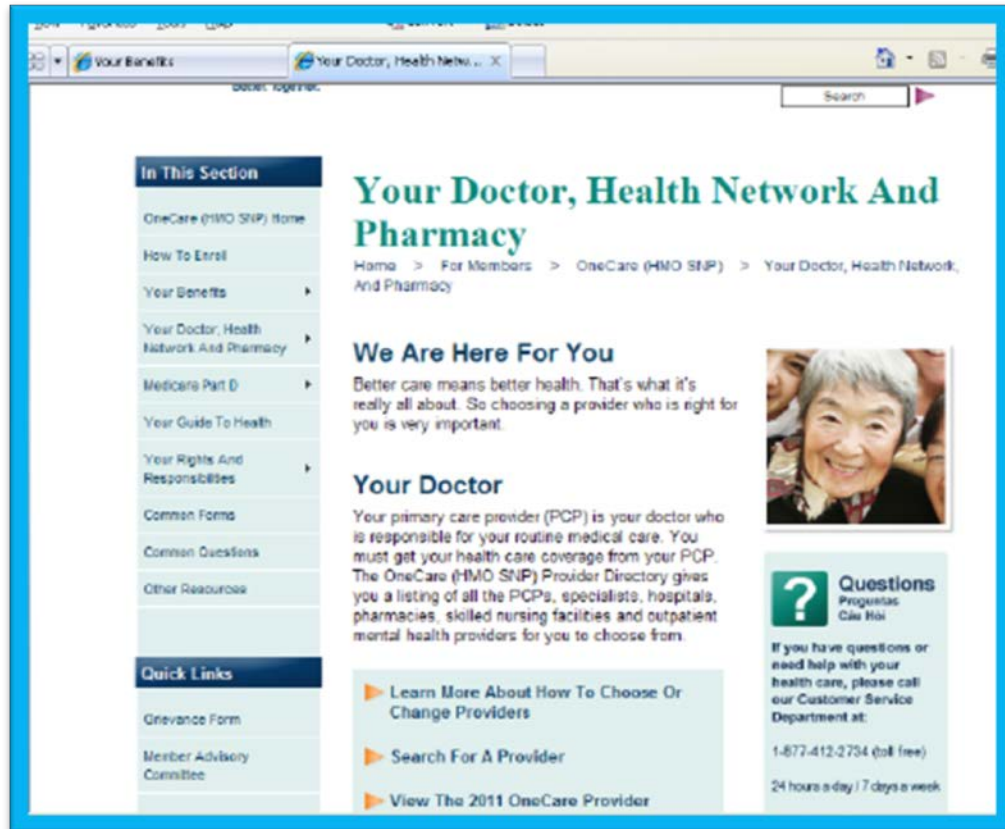 Your Benefits
Your Doctor, Health Netw... X
Better. Together.
Search
In This Section
OneCare (HMO SNP) Home
How To Enroll
Your Benefits
Your Doctor, Health
Network And Pharmacy
Medicare Part D
Your Guide To Health
Your Rights And
Responsibilities
Common Forms
Common Questions
Other Resources
Quick Links
Grievance Form
Member Advisory
Committee
Your Doctor, Health Network And
Pharmacy
Home > For Members > OneCare (HMO SNP) > Your Doctor, Health Network,
And Pharmacy
We Are Here For You
Better care means better health. That's what it's
really all about. So choosing a provider who is right for
you is very important.
Your Doctor
Your primary care provider (PCP) is your doctor who
is responsible for your routine medical care. You
must get your health care coverage from your PCP.
The OneCare (HMO SNP) Provider Directory gives
you a listing of all the PCPs, specialists, hospitals,
pharmacies, skilled nursing facilities and outpatient
mental health providers for you to choose from.
Learn More About How To Choose Or
Change Providers
Search For A Provider
View The 2011 OneCare Provider
Questions
Preguntas
Câu Hỏi
If you have questions or
need help with your
health care, please call
our Customer Service
Department at:
1-877-412-2734 (toll free)
24 hours a day / 7 days a week